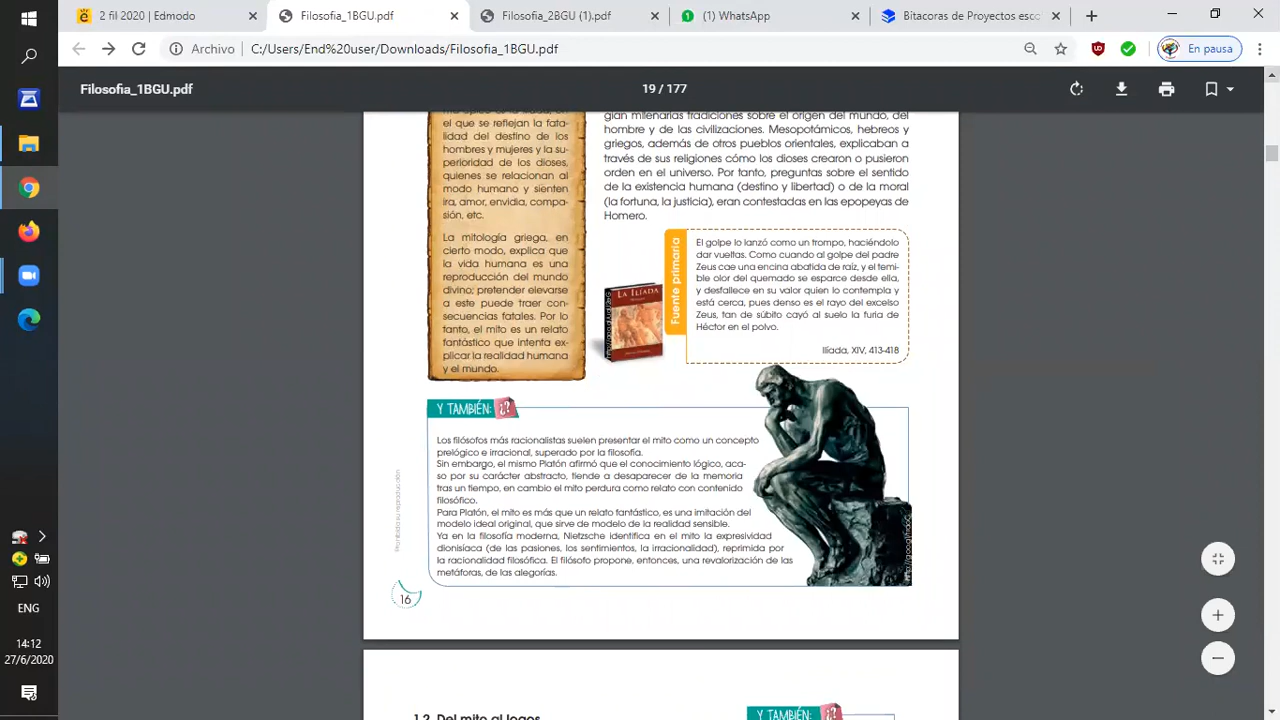 2 fil 2020 | Edmodo
Filosofia_1BGU.pdf
Filosofia_2BGU (1).pdf
(1) WhatsApp
Bitacoras de Proyectos esco
Archivo
C:/Users/End%20user/Downloads/Filosofia_1BGU.pdf
En pausa
Filosofia_1BGU.pdf
19 / 177
el que se reflejan la fata-
lidad del destino de los
hombres y mujeres y la su-
perioridad de los dioses,
quienes se relacionan al
modo humano y sienten
ira, amor, envidia, compa-
sión, etc.
La mitología griega, en
cierto modo, explica que
la vida humana es una
reproducción del mundo
divino; pretender elevarse
a este puede traer con-
secuencias fatales. Por lo
tanto, el mito es un relato
fantástico que intenta ex-
plicar la realidad humana
y el mundo.
gían milenarias tradiciones sobre el origen del mundo, del
hombre y de las civilizaciones. Mesopotámicos, hebreos y
griegos, además de otros pueblos orientales, explicaban a
través de sus religiones cómo los dioses crearon o pusieron
orden en el universo. Por tanto, preguntas sobre el sentido
de la existencia humana (destino y libertad) o de la moral
(la fortuna, la justicia), eran contestadas en las epopeyas de
Homero.
LA ILÍADA
Fuente primaria
El golpe lo lanzó como un trompo, haciéndolo
dar vueltas. Como cuando al golpe del padre
Zeus cae una encina abatida de raíz, y el temi-
ble olor del quemado se esparce desde ella,
y desfallece en su valor quien lo contempla y
está cerca, pues denso es el rayo del excelso
Zeus, tan de súbito cayó al suelo la furia de
Héctor en el polvo.
Ilíada, XIV, 413-418
Y TAMBIÉN: ¿?
Los filósofos más racionalistas suelen presentar el mito como un concepto
prelógico e irracional, superado por la filosofía.
Sin embargo, el mismo Platón afirmó que el conocimiento lógico, aca-
so por su carácter abstracto, tiende a desaparecer de la memoria
tras un tiempo, en cambio el mito perdura como relato con contenido
filosófico.
Para Platón, el mito es más que un relato fantástico, es una imitación del
modelo ideal original, que sirve de modelo de la realidad sensible.
Ya en la filosofía moderna, Nietzsche identifica en el mito la expresividad
dionisíaca (de las pasiones, los sentimientos, la irracionalidad), reprimida por
la racionalidad filosófica. El filósofo propone, entonces, una revalorización de las
metáforas, de las alegorías.
Prohibida su reproducción
16
1.2. Del mito al logos
Y TAMBIÉN: ¿?
ENG
14:12
27/6/2020